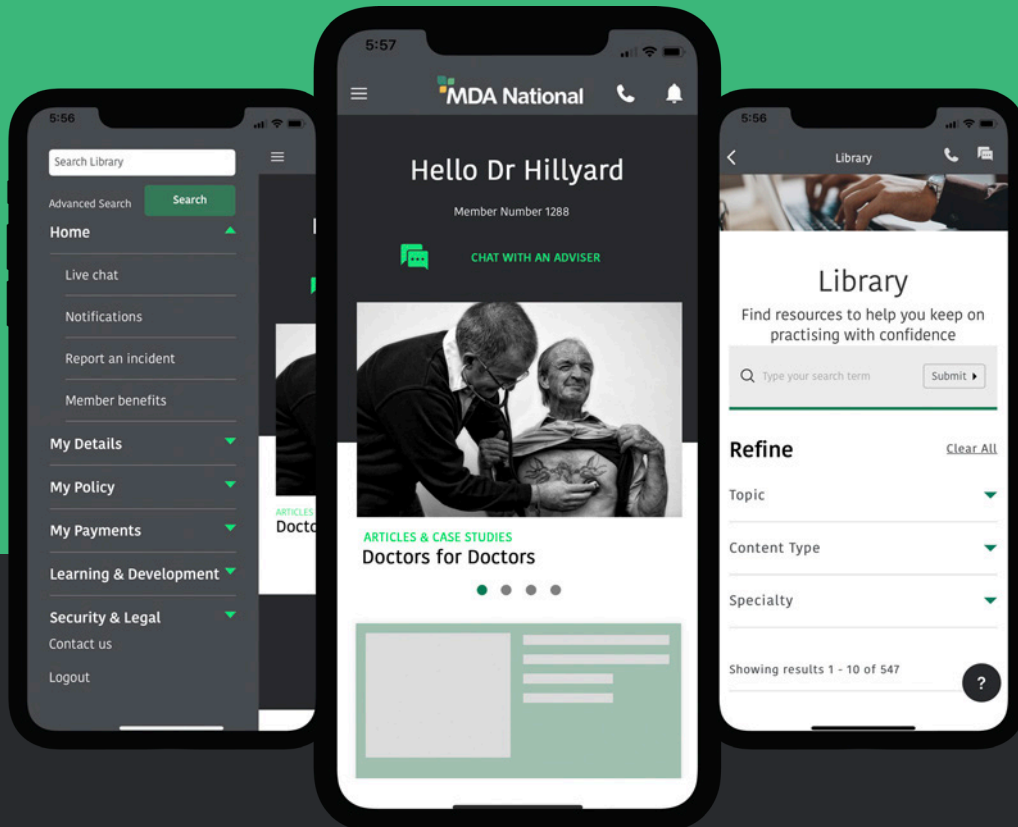 5:56
Search Library
Advanced Search
Search
Home
Live chat
Notifications
Report an incident
Member benefits
My Details
My Policy
My Payments
Learning & Development
Security & Legal
Contact us
Logout
ARTICLES
Docto
5:57
MDA National
Hello Dr Hillyard
Member Number 1288
CHAT WITH AN ADVISER
ARTICLES & CASE STUDIES
Doctors for Doctors
5:56
Library
Library
Find resources to help you keep on
practising with confidence
Type your search term
Submit
Refine
Clear All
Topic
Content Type
Specialty
Showing results 1 - 10 of 547
?